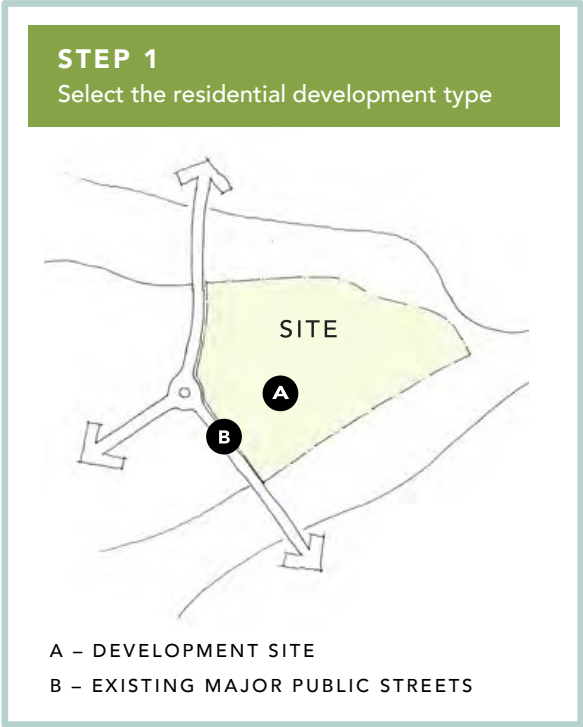 STEP 1
Select the residential development type
SITE
A
B
A – DEVELOPMENT SITE
B – EXISTING MAJOR PUBLIC STREETS